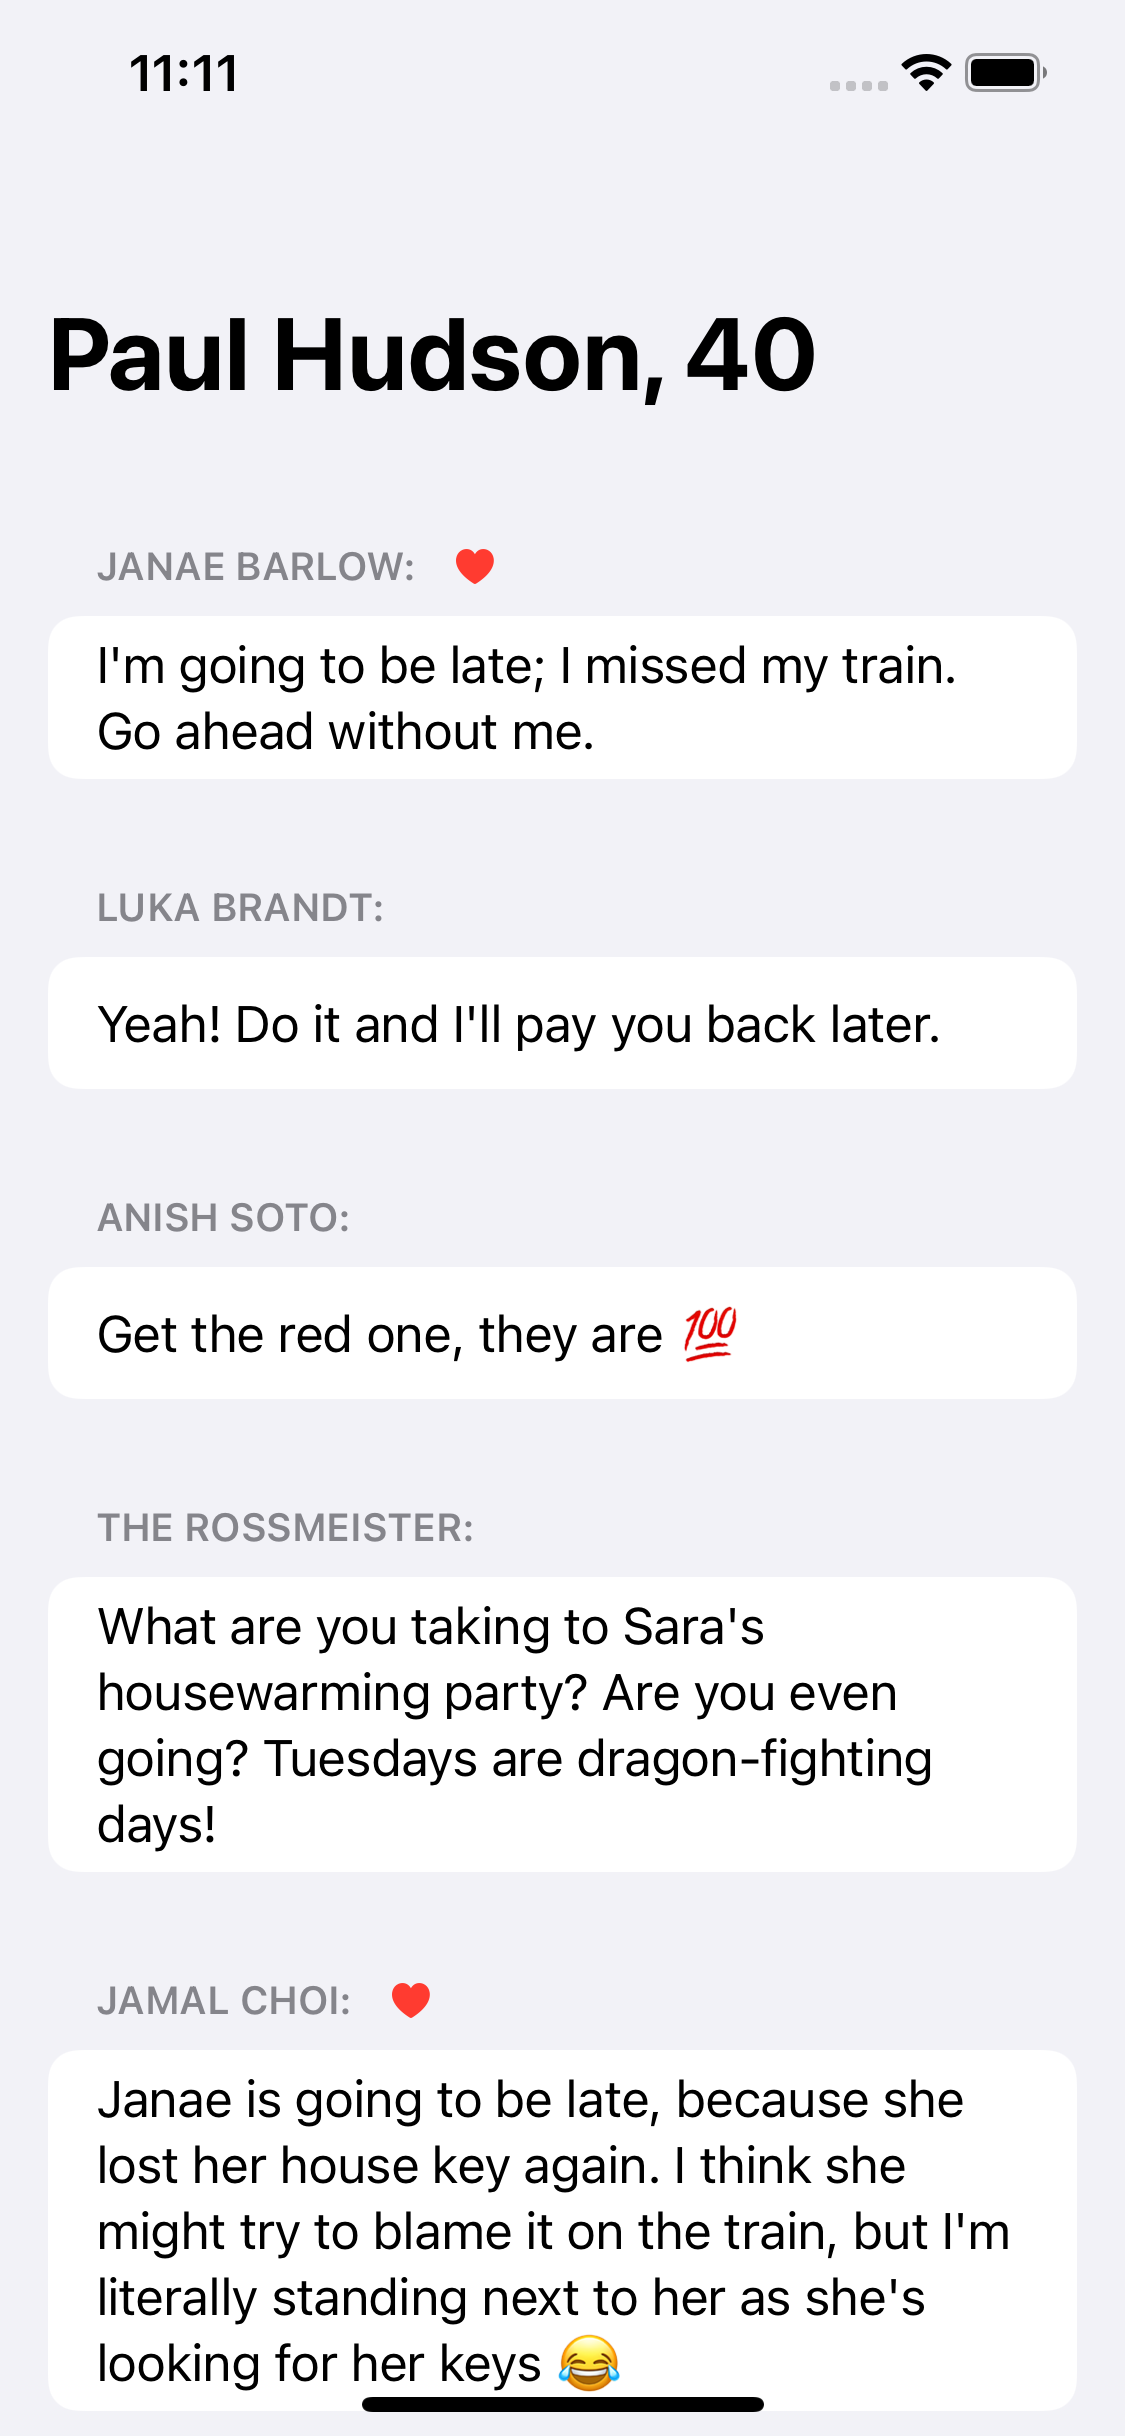 11:11
Paul Hudson, 40
JANAE BARLOW: ❤️
I'm going to be late; I missed my train.
Go ahead without me.
LUKA BRANDT:
Yeah! Do it and I'll pay you back later.
ANISH SOTO:
Get the red one, they are 💯
THE ROSSMEISTER:
What are you taking to Sara's
housewarming party? Are you even
going? Tuesdays are dragon-fighting
days!
JAMAL CHOI: ❤️
Janae is going to be late, because she
lost her house key again. I think she
might try to blame it on the train, but I'm
literally standing next to her as she's
looking for her keys 😂